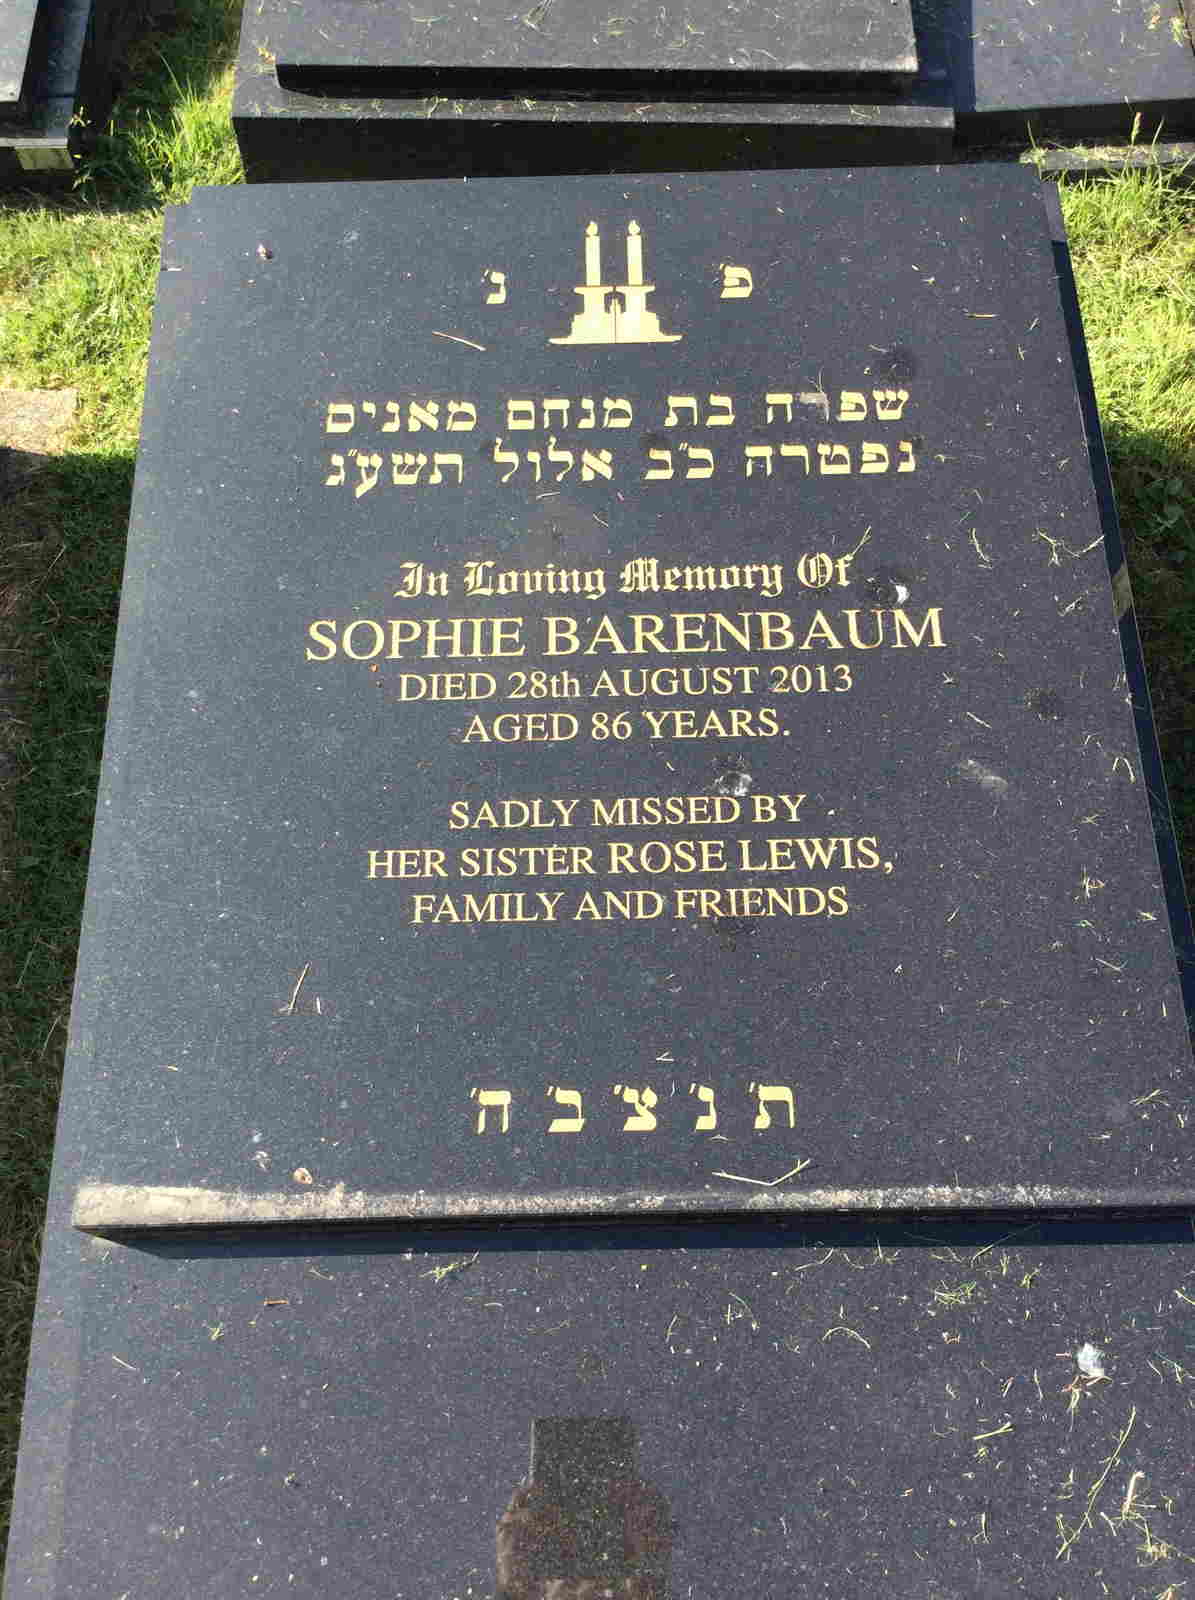 פ' נ'
שפרה בת מנחם מאניס
נפטרה כ"ב אלול תשע"ג
In Loving Memory Of
SOPHIE BARENBAUM
DIED 28th AUGUST 2013
AGED 86 YEARS.
SADLY MISSED BY
HER SISTER ROSE LEWIS,
FAMILY AND FRIENDS
ת' נ' צ' ב' ה'